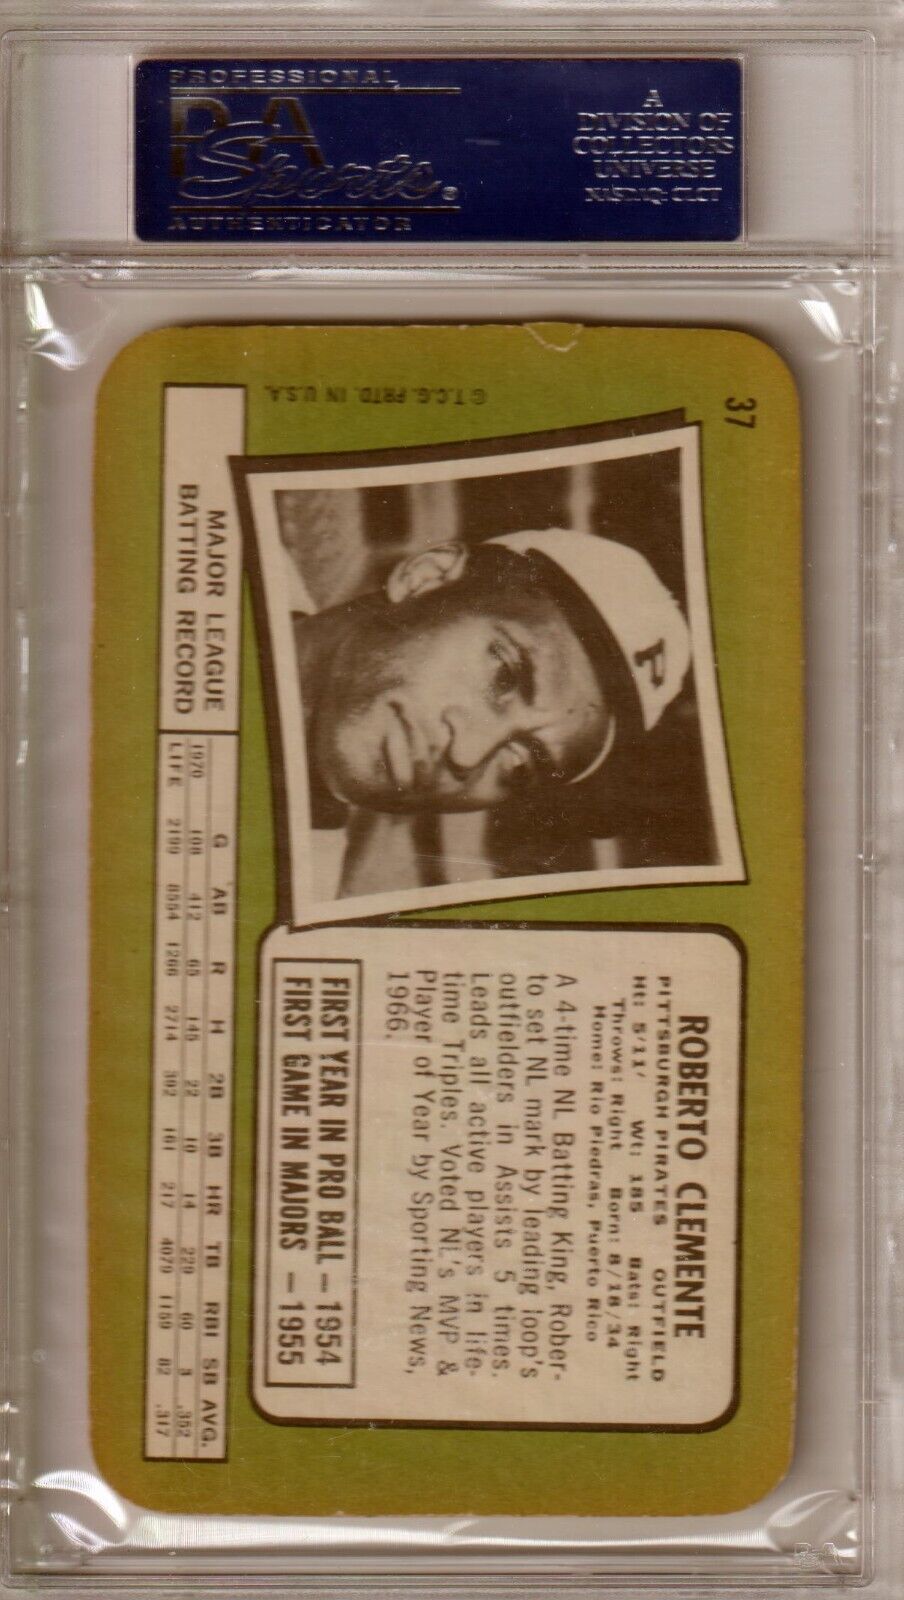 PROFESSIONAL
PSA
Sports®
AUTHENTICATOR
A
DIVISION OF
COLLECTORS
UNIVERSE
NASDAQ: CLCT
37
ROBERTO CLEMENTE
PITTSBURGH PIRATES OUTFIELD
Ht: 5'11' Wt: 185 Bats: Right
Throws: Right Born: 8/18/34
Home: Rio Piedras, Puerto Rico
A 4-time NL Batting King, Rober-
to set NL mark by leading loop's
outfielders in Assists 5 times.
Leads all active players in life-
time Triples. Voted NL's MVP &
Player of Year by Sporting News,
1966.
FIRST YEAR IN PRO BALL — 1954
FIRST GAME IN MAJORS — 1955
P
© T.C.G. PRTD. IN U.S.A.
MAJOR LEAGUE
BATTING RECORD
G AB R H 2B 3B HR TB RBI SB AVG.
1970 108 412 65 145 22 10 14 229 60 3 .352
LIFE 2199 8554 1266 2714 392 161 217 4079 1159 82 .317